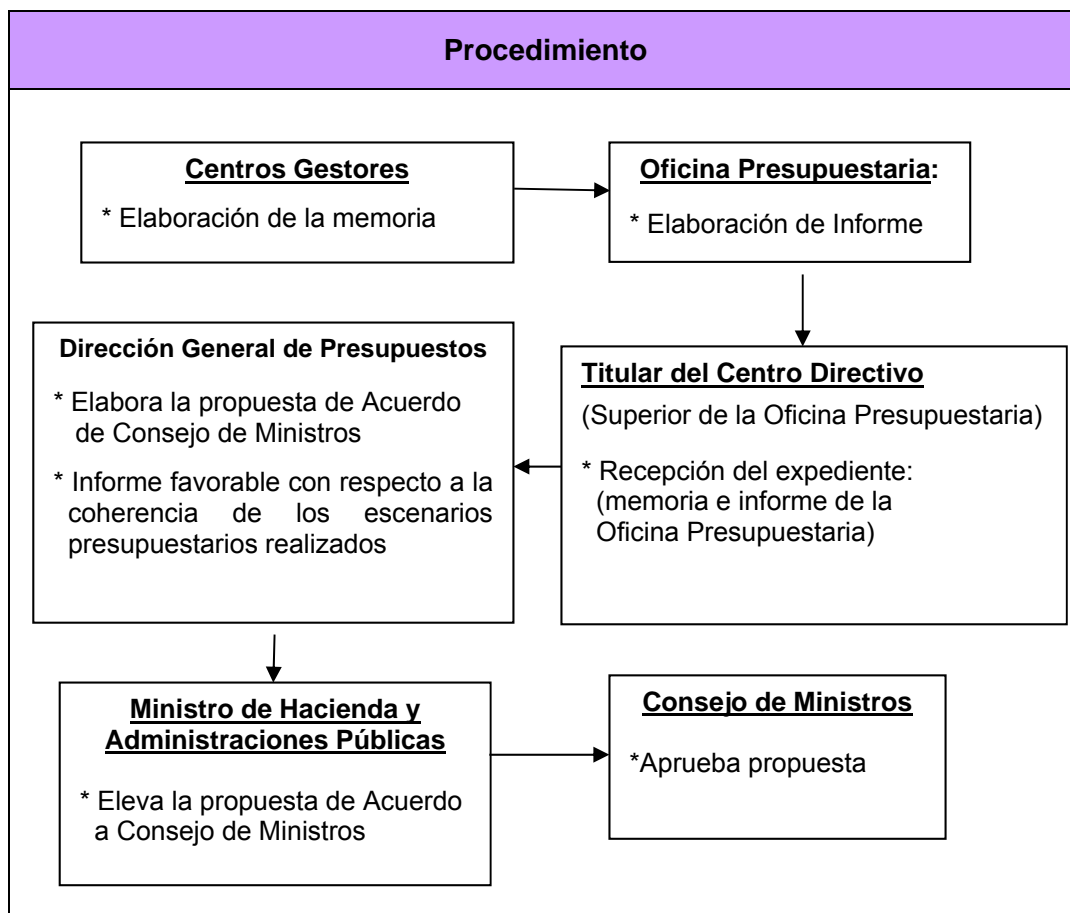 Procedimiento
Centros Gestores
* Elaboración de la memoria
Oficina Presupuestaria:
* Elaboración de Informe
Titular del Centro Directivo
(Superior de la Oficina Presupuestaria)
* Recepción del expediente:
(memoria e informe de la
Oficina Presupuestaria)
Dirección General de Presupuestos
* Elabora la propuesta de Acuerdo
de Consejo de Ministros
* Informe favorable con respecto a la
coherencia de los escenarios
presupuestarios realizados
Ministro de Hacienda y
Administraciones Públicas
* Eleva la propuesta de Acuerdo
a Consejo de Ministros
Consejo de Ministros
*Aprueba propuesta